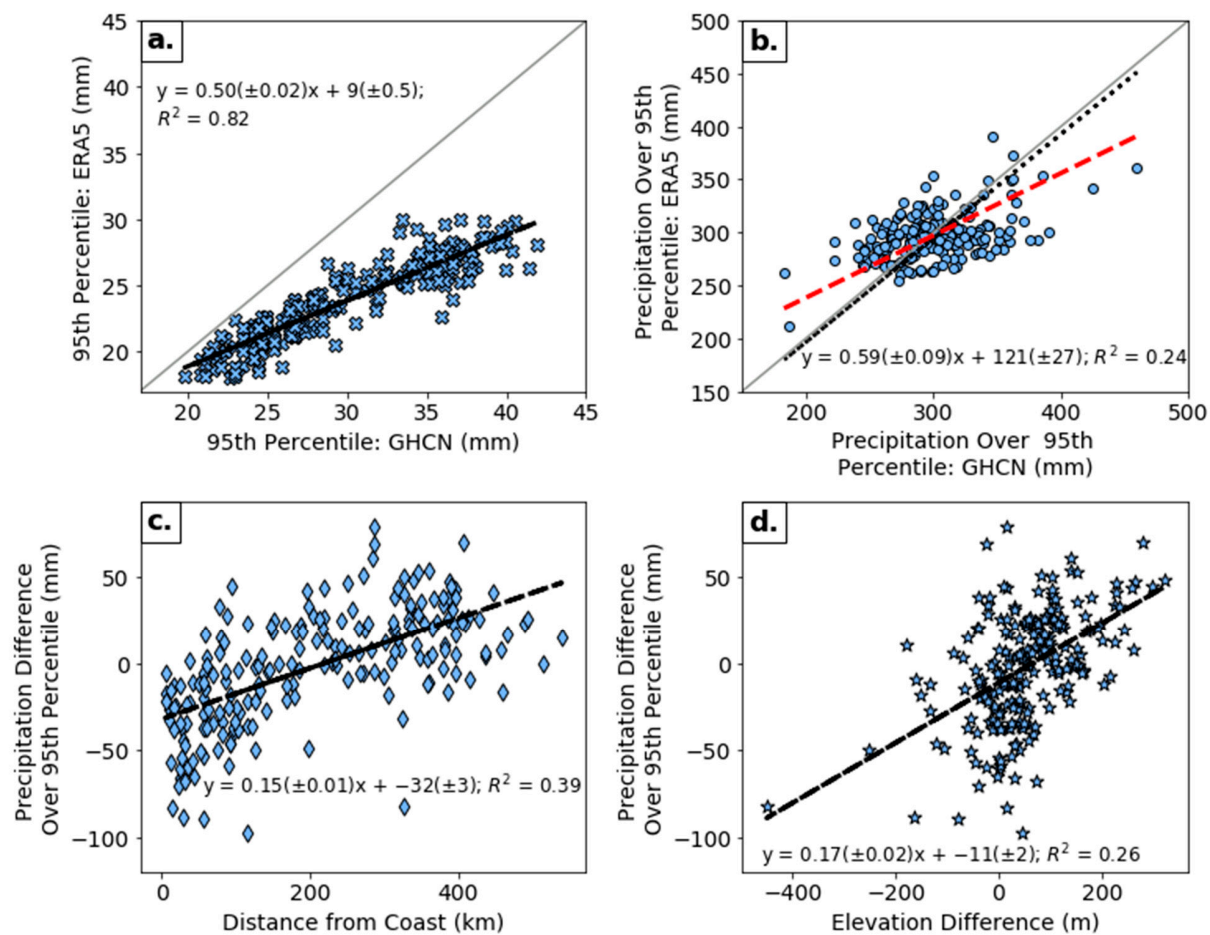 a.
y = 0.50(±0.02)x + 9(±0.5);
R² = 0.82
95th Percentile: ERA5 (mm)
45
40
35
30
25
20
20 25 30 35 40 45
95th Percentile: GHCN (mm)
b.
Precipitation Over 95th
Percentile: ERA5 (mm)
500
450
400
350
300
250
200
150
y = 0.59(±0.09)x + 121(±27); R² = 0.24
200 300 400 500
Precipitation Over 95th
Percentile: GHCN (mm)
c.
Precipitation Difference
Over 95th Percentile (mm)
50
0
−50
−100
y = 0.15(±0.01)x + −32(±3); R² = 0.39
0 200 400
Distance from Coast (km)
d.
Precipitation Difference
Over 95th Percentile (mm)
50
0
−50
−100
y = 0.17(±0.02)x + −11(±2); R² = 0.26
−400 −200 0 200
Elevation Difference (m)